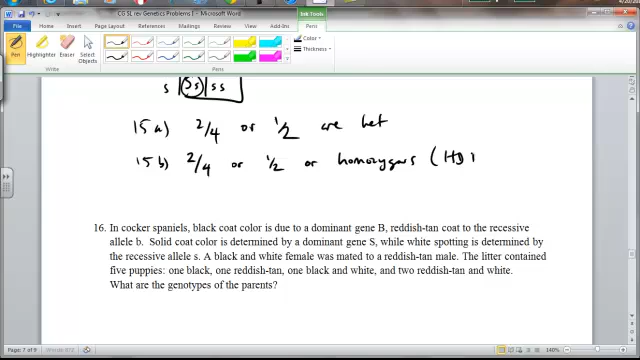 CG SL rev Genetics Problems I - Microsoft Word
Ink Tools
File Home Insert Page Layout References Mailings Review View Pens
Pen Highlighter Eraser Select Objects
Color
Thickness
Write Pens
s Ss ss
15 a) 2/4 or 1/2 are het
15 b) 2/4 or 1/2 or homozygous (HD)
16. In cocker spaniels, black coat color is due to a dominant gene B, reddish-tan coat to the recessive
allele b. Solid coat color is determined by a dominant gene S, while white spotting is determined by
the recessive allele s. A black and white female was mated to a reddish-tan male. The litter contained
five puppies: one black, one reddish-tan, one black and white, and two reddish-tan and white.
What are the genotypes of the parents?
Page: 7 of 9 Words: 2,542 140%